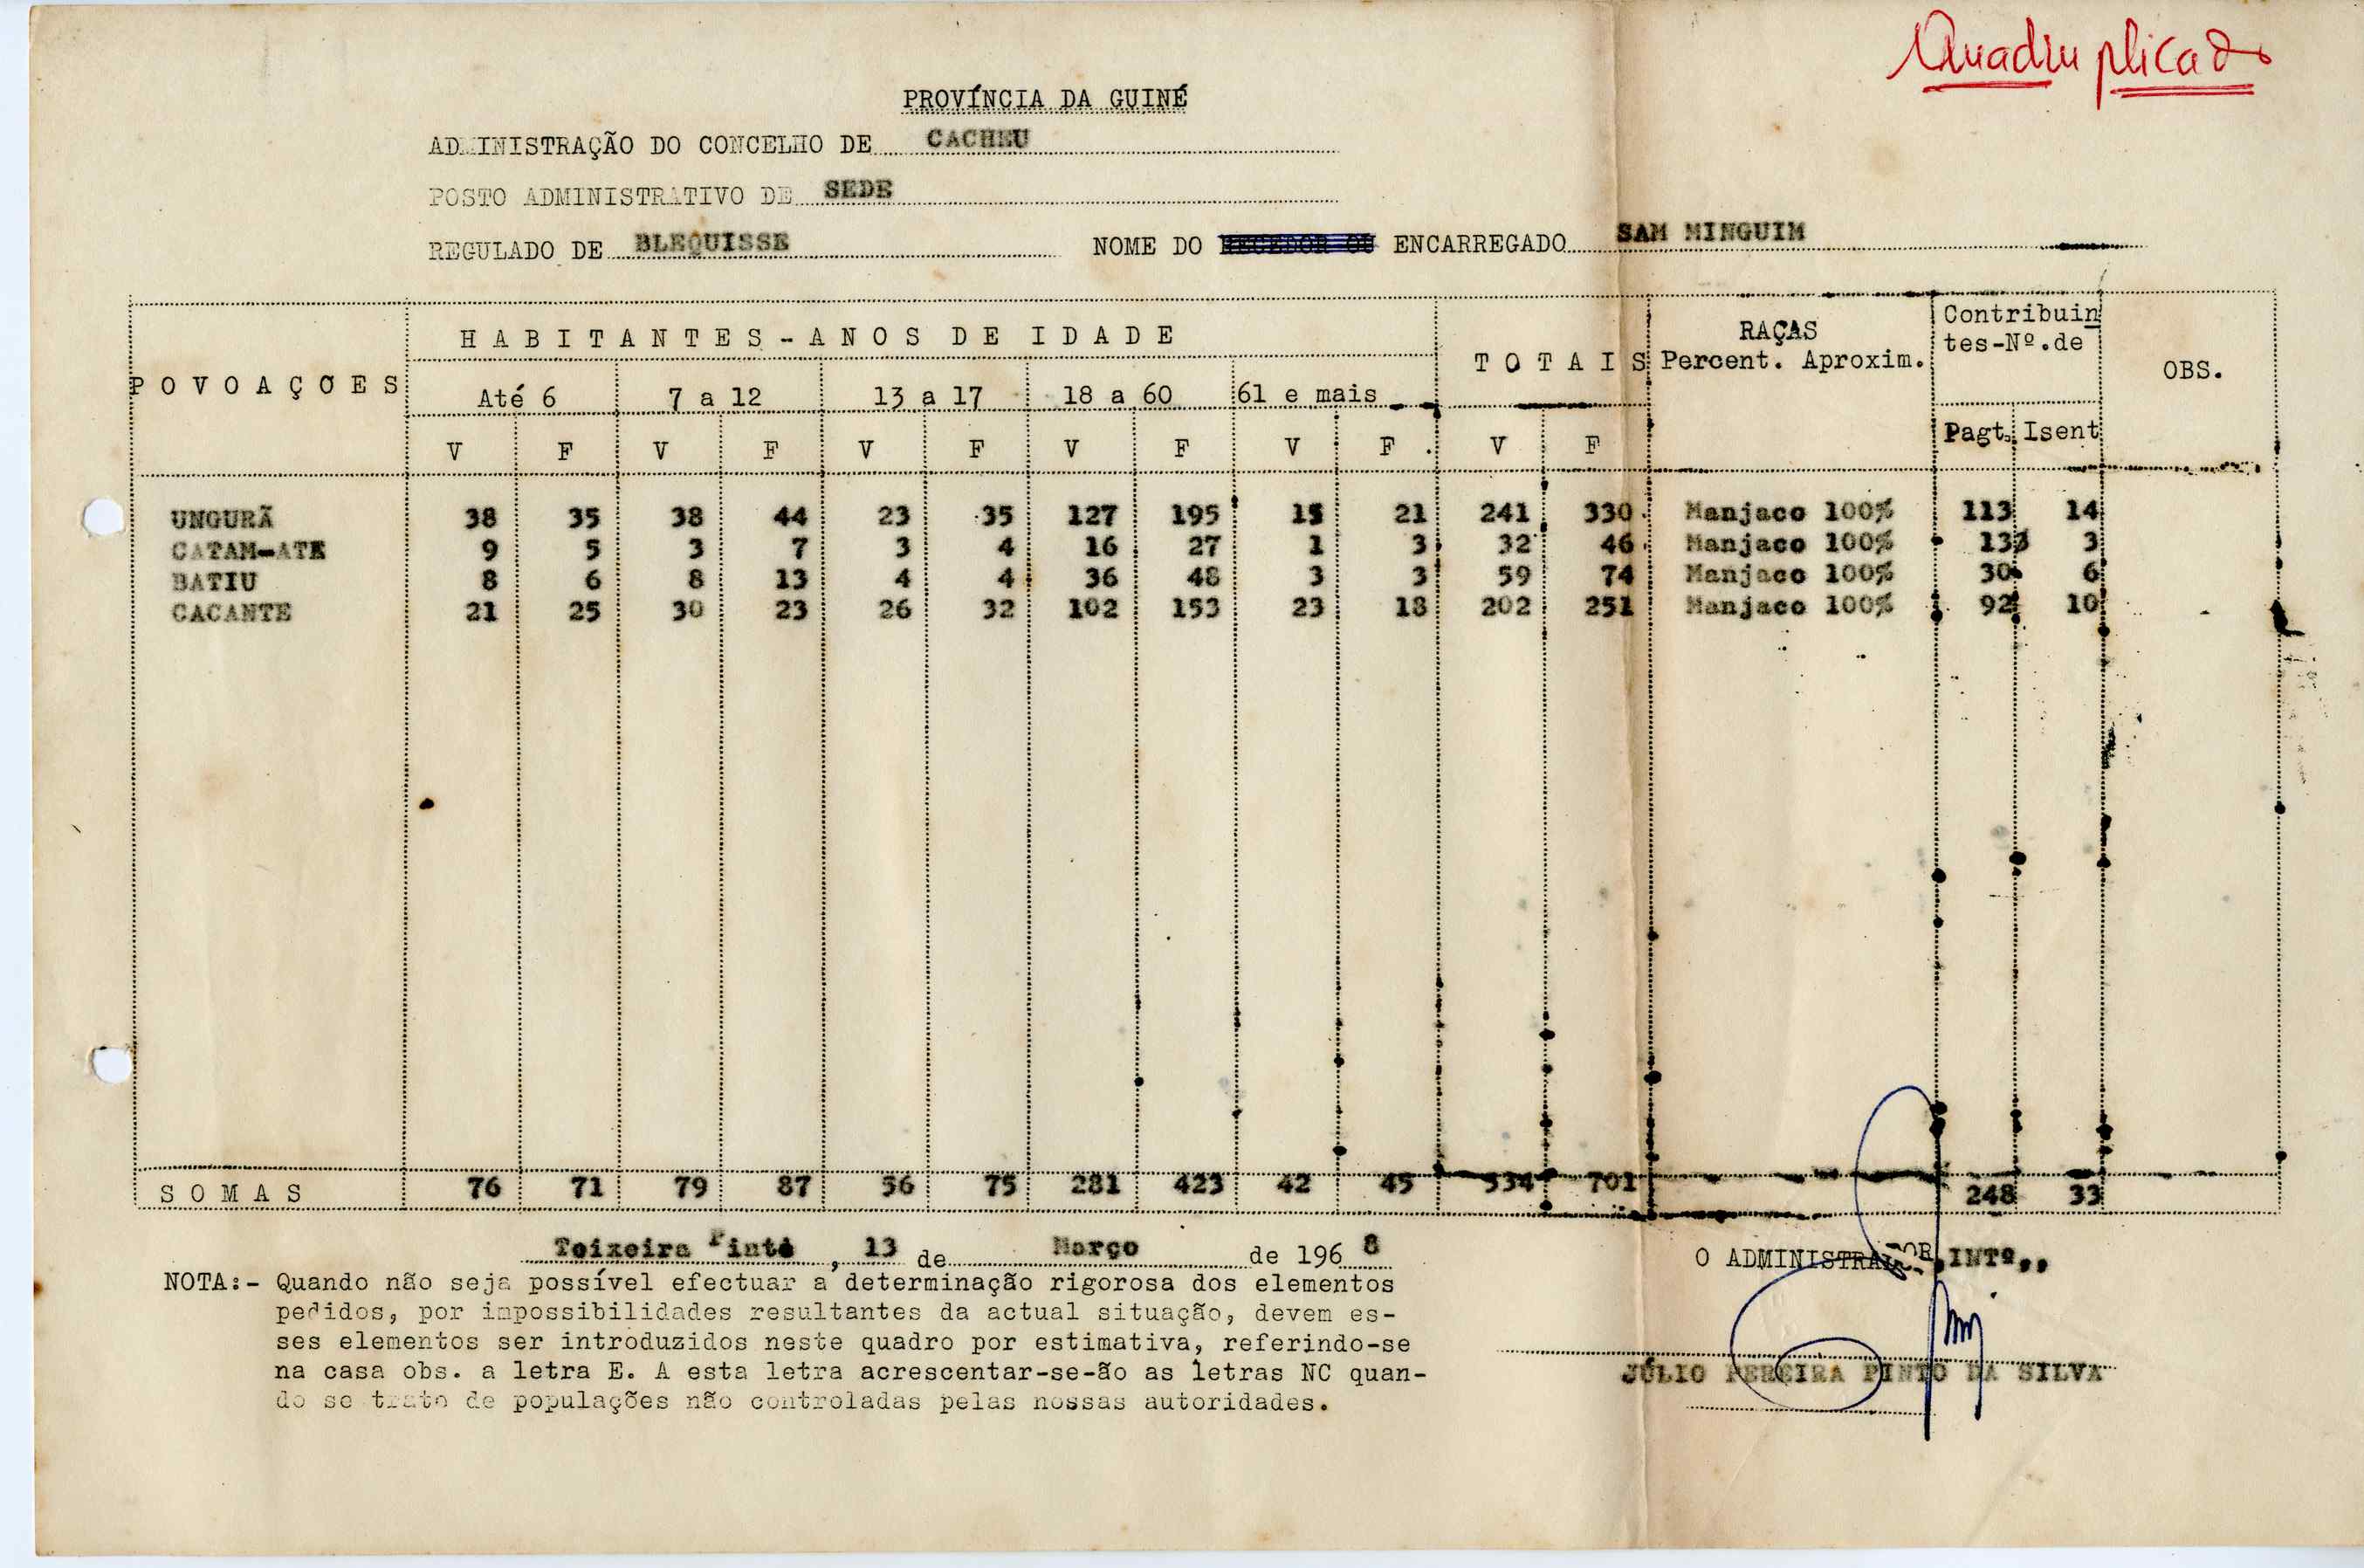 Quadruplicado
PROVÍNCIA DA GUINÉ
ADMINISTRAÇÃO DO CONCELHO DE CACHEU
POSTO ADMINISTRATIVO DE SEDE
REGULADO DE BLEQUISSE NOME DO RECEDOR OU ENCARREGADO SAM MINGUIM
POVOAÇOES HABITANTES-ANOS DE IDADE TOTAIS RAÇAS Percent. Aproxim. Contribuin tes-Nº.de OBS.
Até 6 7 a 12 13 a 17 18 a 60 61 e mais
V F V F V F V F V F V F Pagt. Isent
UNGURÃ 38 35 38 44 23 35 127 195 15 21 241 330 Manjaco 100% 113 14
CATAM-ATE 9 5 3 7 3 4 16 27 1 3 32 46 Manjaco 100% 13 3
BATIU 8 6 8 13 4 4 36 48 3 3 59 74 Manjaco 100% 30 6
CACANTE 21 25 30 23 26 32 102 153 23 18 202 251 Manjaco 100% 92 10
SOMAS 76 71 79 87 56 75 281 423 42 45 534 701 248 33
Teixeira Pinto, 13 de Março de 1968
O ADMINISTRADOR, INTº,,
NOTA:- Quando não seja possível efectuar a determinação rigorosa dos elementos
pedidos, por impossibilidades resultantes da actual situação, devem es-
ses elementos ser introduzidos neste quadro por estimativa, referindo-se
na casa obs. a letra E. A esta letra acrescentar-se-ão as letras NC quan-
do se trate de populações não controladas pelas nossas autoridades.
JÚLIO PEREIRA PINTO DA SILVA